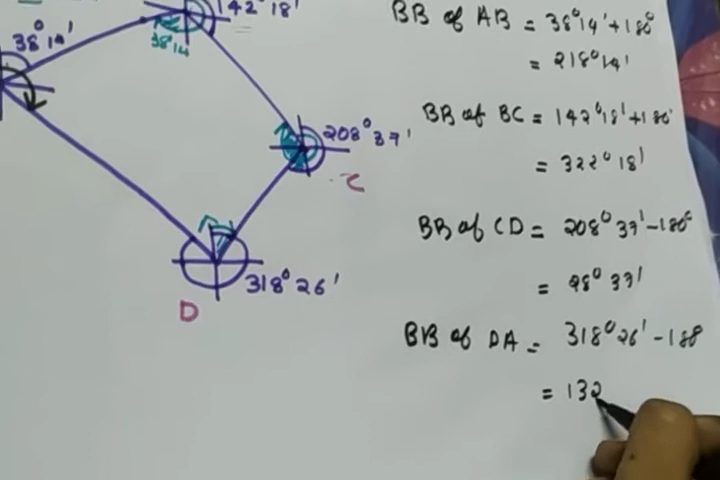 142°18'
38°14'
38°14
208°37'
C
318°26'
D
BB of AB = 38°14'+180°
= 218°14'
BB of BC = 142°18'+180°
= 322°18'
BB of CD = 208°37'-180°
= 28°37'
BB of DA = 318°26'-180
= 132